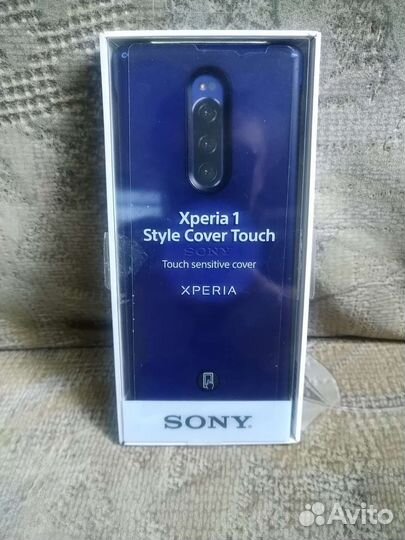 Xperia 1
Style Cover Touch
SONY
Touch sensitive cover
XPERIA
SONY
Avito